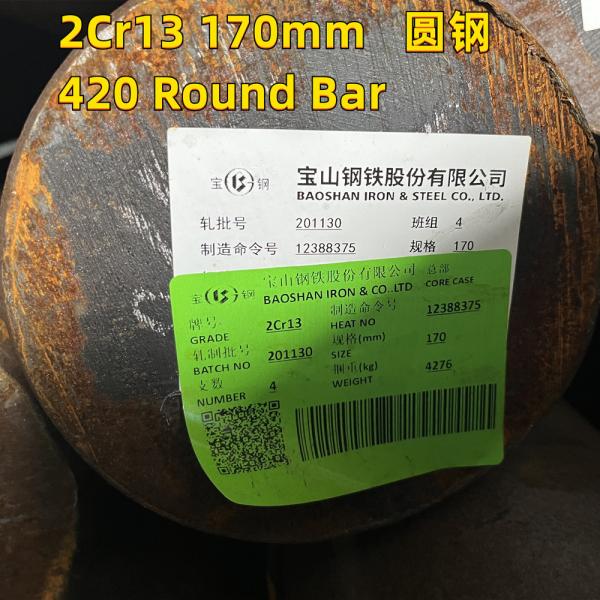 2Cr13 170mm 圆钢
420 Round Bar
宝 钢 宝山钢铁股份有限公司
BAOSHAN IRON & STEEL CO., LTD.
轧批号 201130 班组 4
制造命令号 12388375 规格 170
宝 钢 宝山钢铁股份有限公司 总部
BAOSHAN IRON & CO.,LTD CORE CASE
牌号 2Cr13 制造命令号 12388375
GRADE HEAT NO
轧制批号 201130 规格(mm) 170
BATCH NO SIZE
支数 4 捆重(kg) 4276
NUMBER WEIGHT